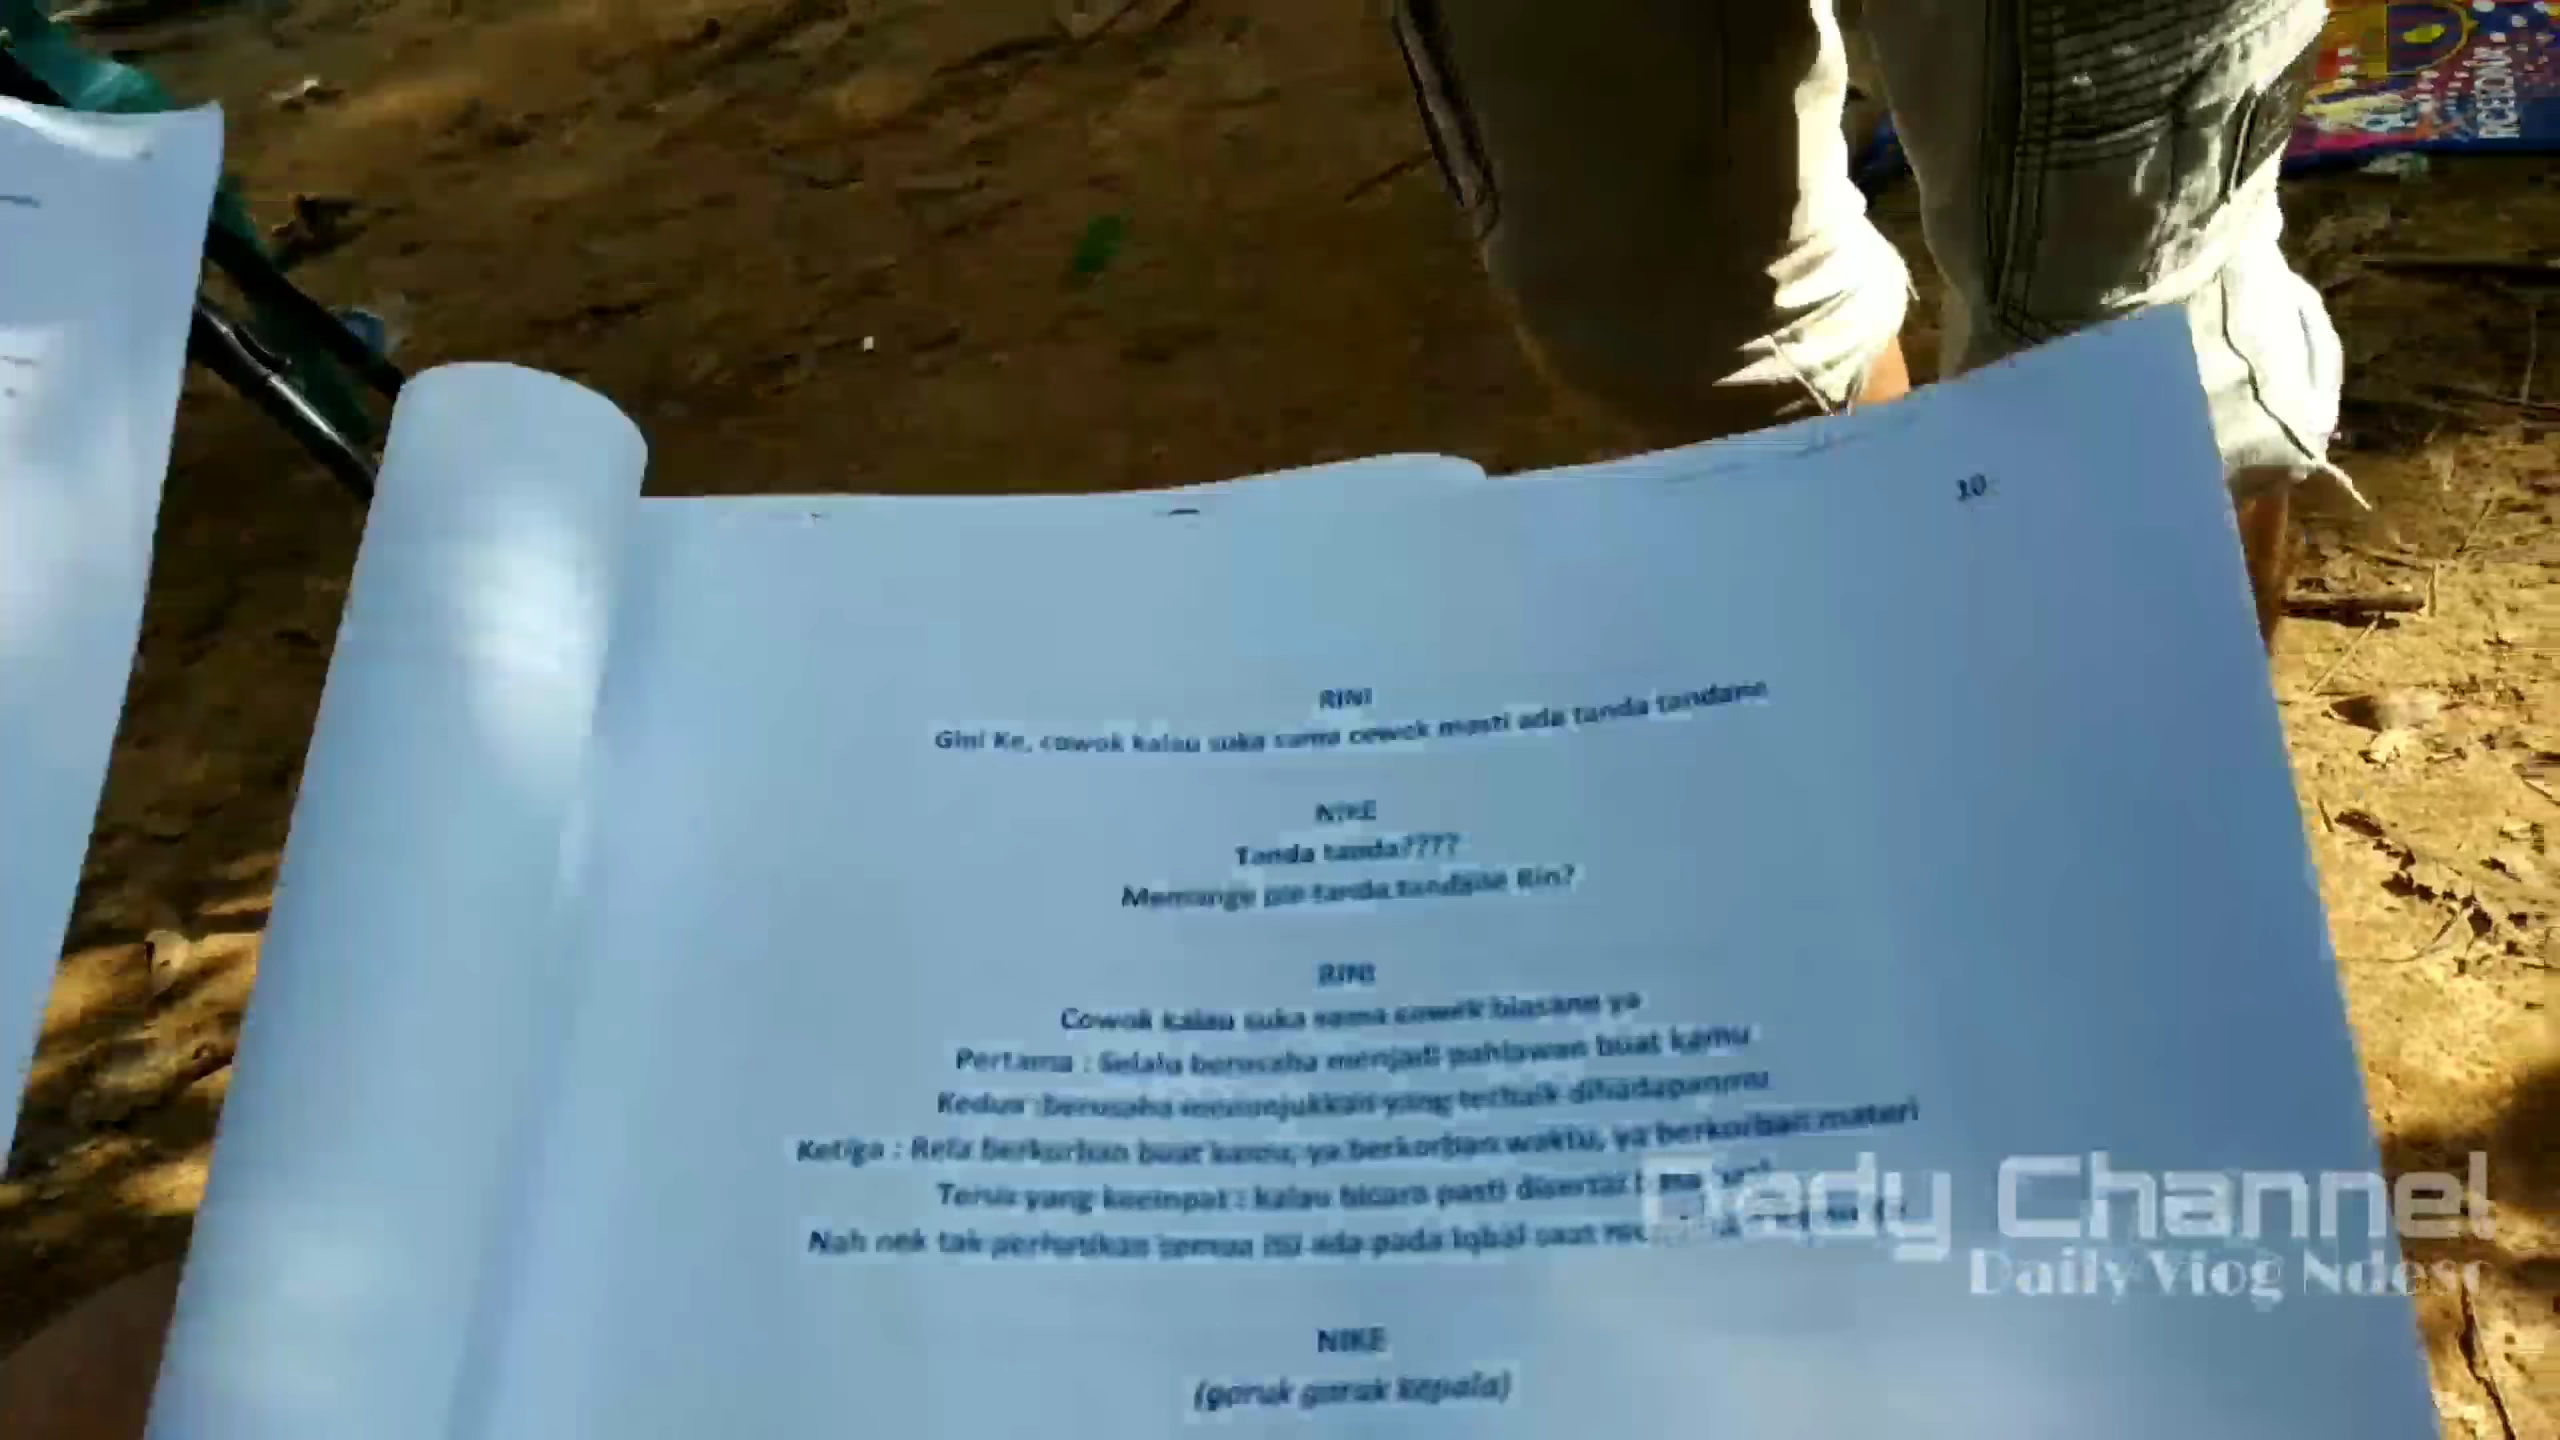 10
RINI
Gini Ke, cowok kalau suka sama cewek masti ada tanda tandane
NIKE
Tanda tanda????
Memange pie tanda tandane Rin?
RINI
Cowok kalau suka sama cewek biasane ya
Pertama : Selalu berusaha menjadi pahlawan buat kamu
Kedua :berusaha menunjukkan yang terbaik dihadapanmu
Ketiga : Rela berkorban buat kamu, ya berkorban waktu, ya berkorban materi
Terus yang keempat : kalau bicara pasti disertai
Nah nek tak perhatikan semua itu ada pada Iqbal saat
Dedy Channel
Daily Vlog Ndeso
NIKE
(garuk garuk kepala)